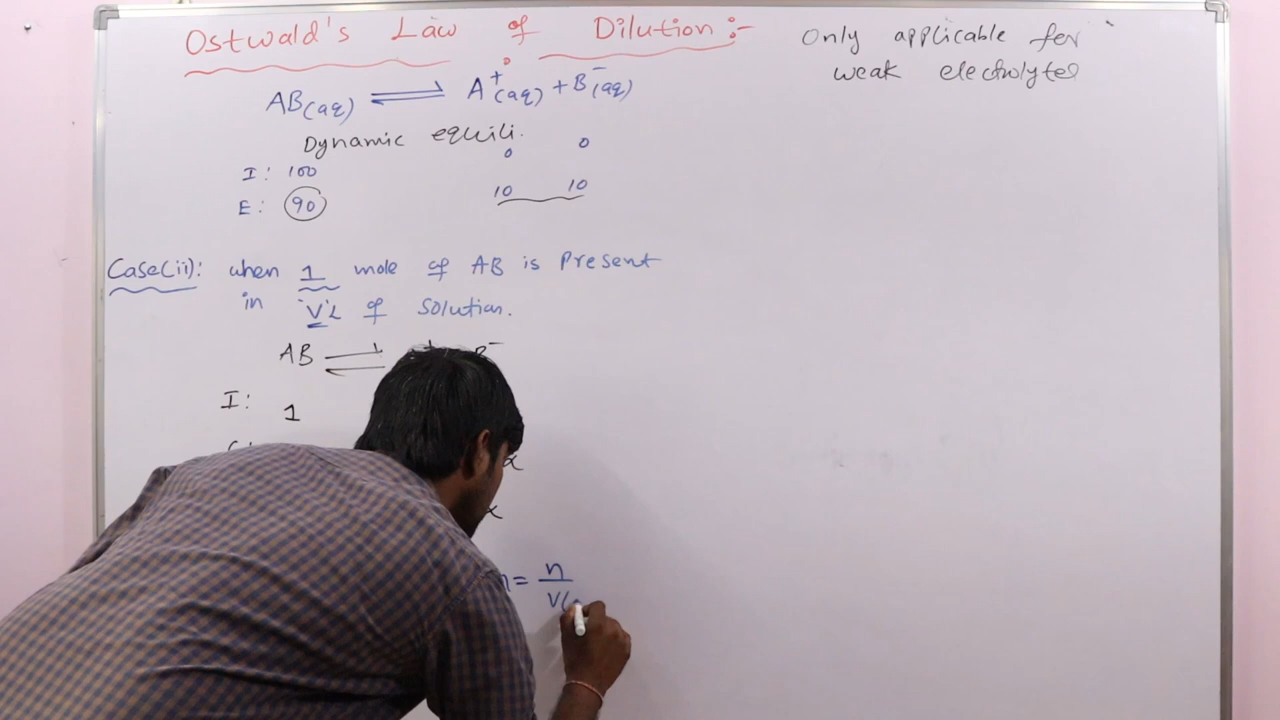 Ostwald's Law of Dilution :-
Only applicable for
weak electrolytes
AB(aq) ⇌ A⁺(aq) + B⁻(aq)
Dynamic equili.
0 0
I: 100
10 10
E: 90
Case(ii): when 1 mole of AB is Present
in 'V'L of solution.
AB ⇌ B⁻
I: 1
α
α
= n
V(